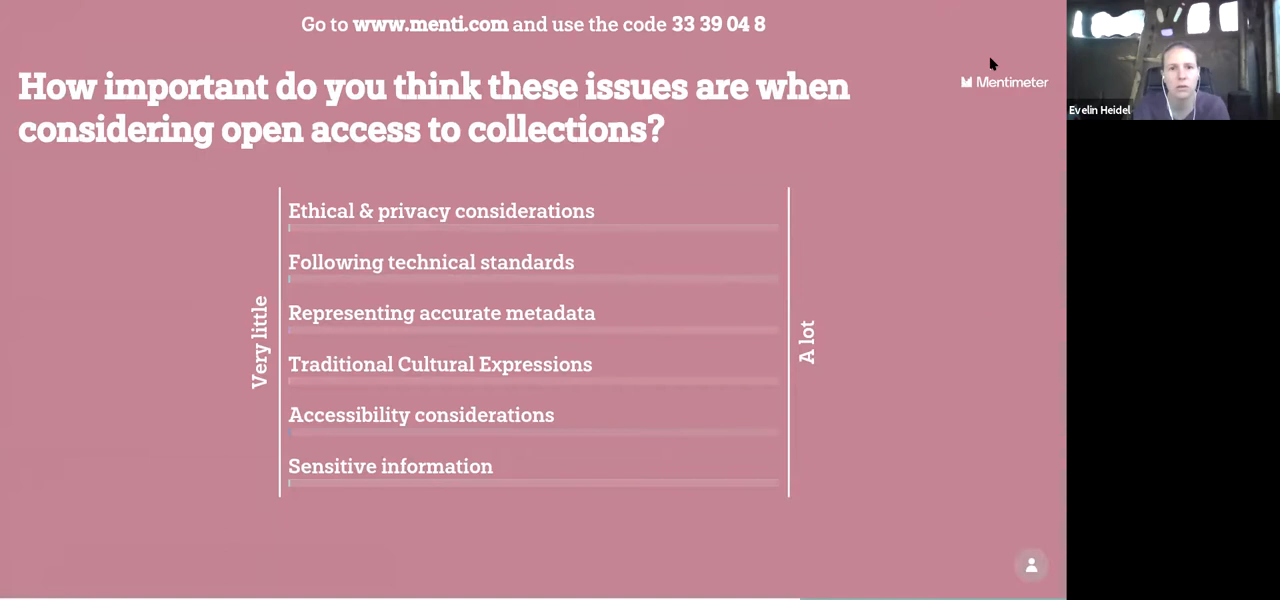 Go to www.menti.com and use the code 33 39 04 8
How important do you think these issues are when
considering open access to collections?
Mentimeter
Evelin Heidel
Very little
Ethical & privacy considerations
Following technical standards
Representing accurate metadata
Traditional Cultural Expressions
Accessibility considerations
Sensitive information
A lot